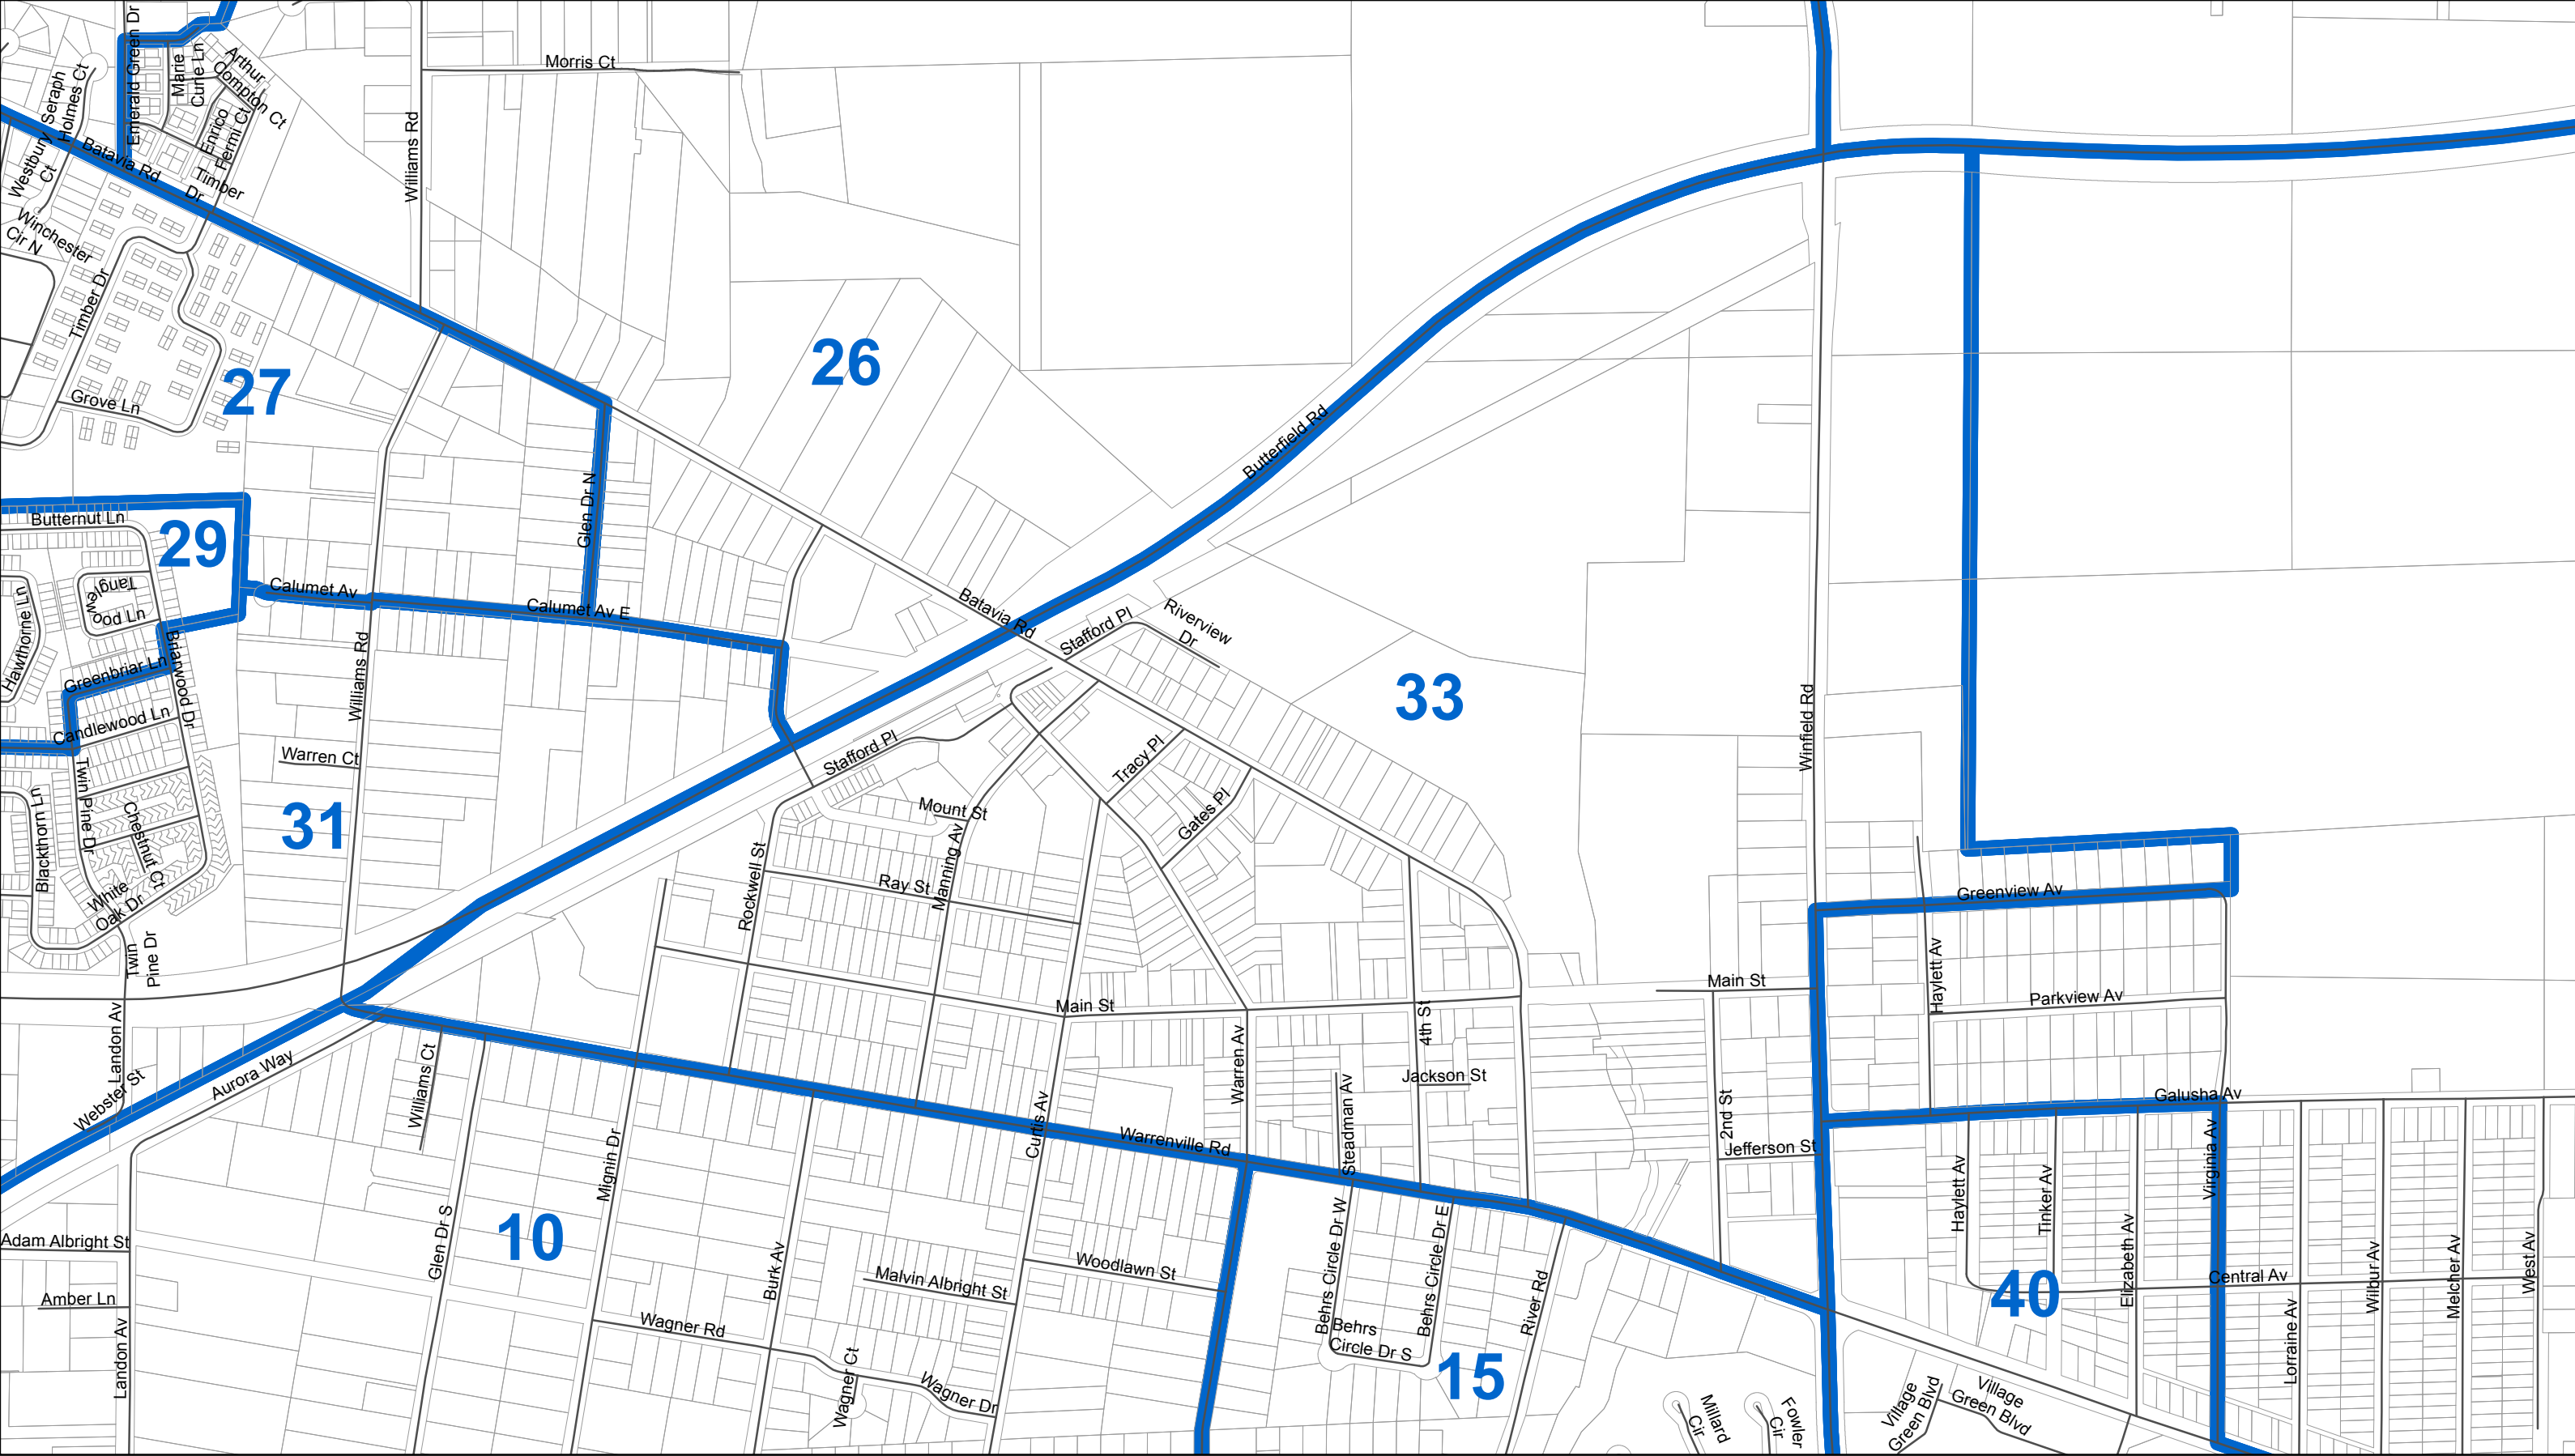 Emerald Green Dr
Marie
Curie Ln
Arthur
Compton Ct
Enrico
Fermi Ct
Seraph
Holmes Ct
Westbury
Ct
Batavia Rd
Timber
Dr
Winchester
Cir N
Timber Dr
Grove Ln
Morris Ct
Williams Rd
26
27
Butterfield Rd
Glen Dr N
Butternut Ln
29
Tanglew
ood Ln
Hawthorne Ln
Calumet Av
Calumet Av E
Batavia Rd
Stafford Pl
Riverview
Dr
Greenbriar Ln
Briarwood Dr
Candlewood Ln
Williams Rd
33
Winfield Rd
Warren Ct
Stafford Pl
Tracy Pl
Gates Pl
31
Twin Pine Dr
Chestnut Ct
Blackthorn Ln
White
Oak Dr
Twin
Pine Dr
Mount St
Manning Av
Ray St
Rockwell St
Greenview Av
Haylett Av
Parkview Av
Main St
Main St
4th St
Jackson St
Warren Av
Steadman Av
2nd St
Jefferson St
Galusha Av
Landon Av
Webster St
Aurora Way
Williams Ct
Mignin Dr
Curtis Av
Warrenville Rd
Haylett Av
Tinker Av
Elizabeth Av
Virginia Av
Central Av
Lorraine Av
Wilbur Av
Melcher Av
West Av
40
Adam Albright St
Amber Ln
Landon Av
Glen Dr S
10
Burk Av
Malvin Albright St
Woodlawn St
Wagner Rd
Wagner Ct
Wagner Dr
Behrs Circle Dr W
Behrs Circle Dr E
Behrs
Circle Dr S
15
River Rd
Millard
Cir
Fowler
Cir
Village
Green Blvd
Village
Green Blvd